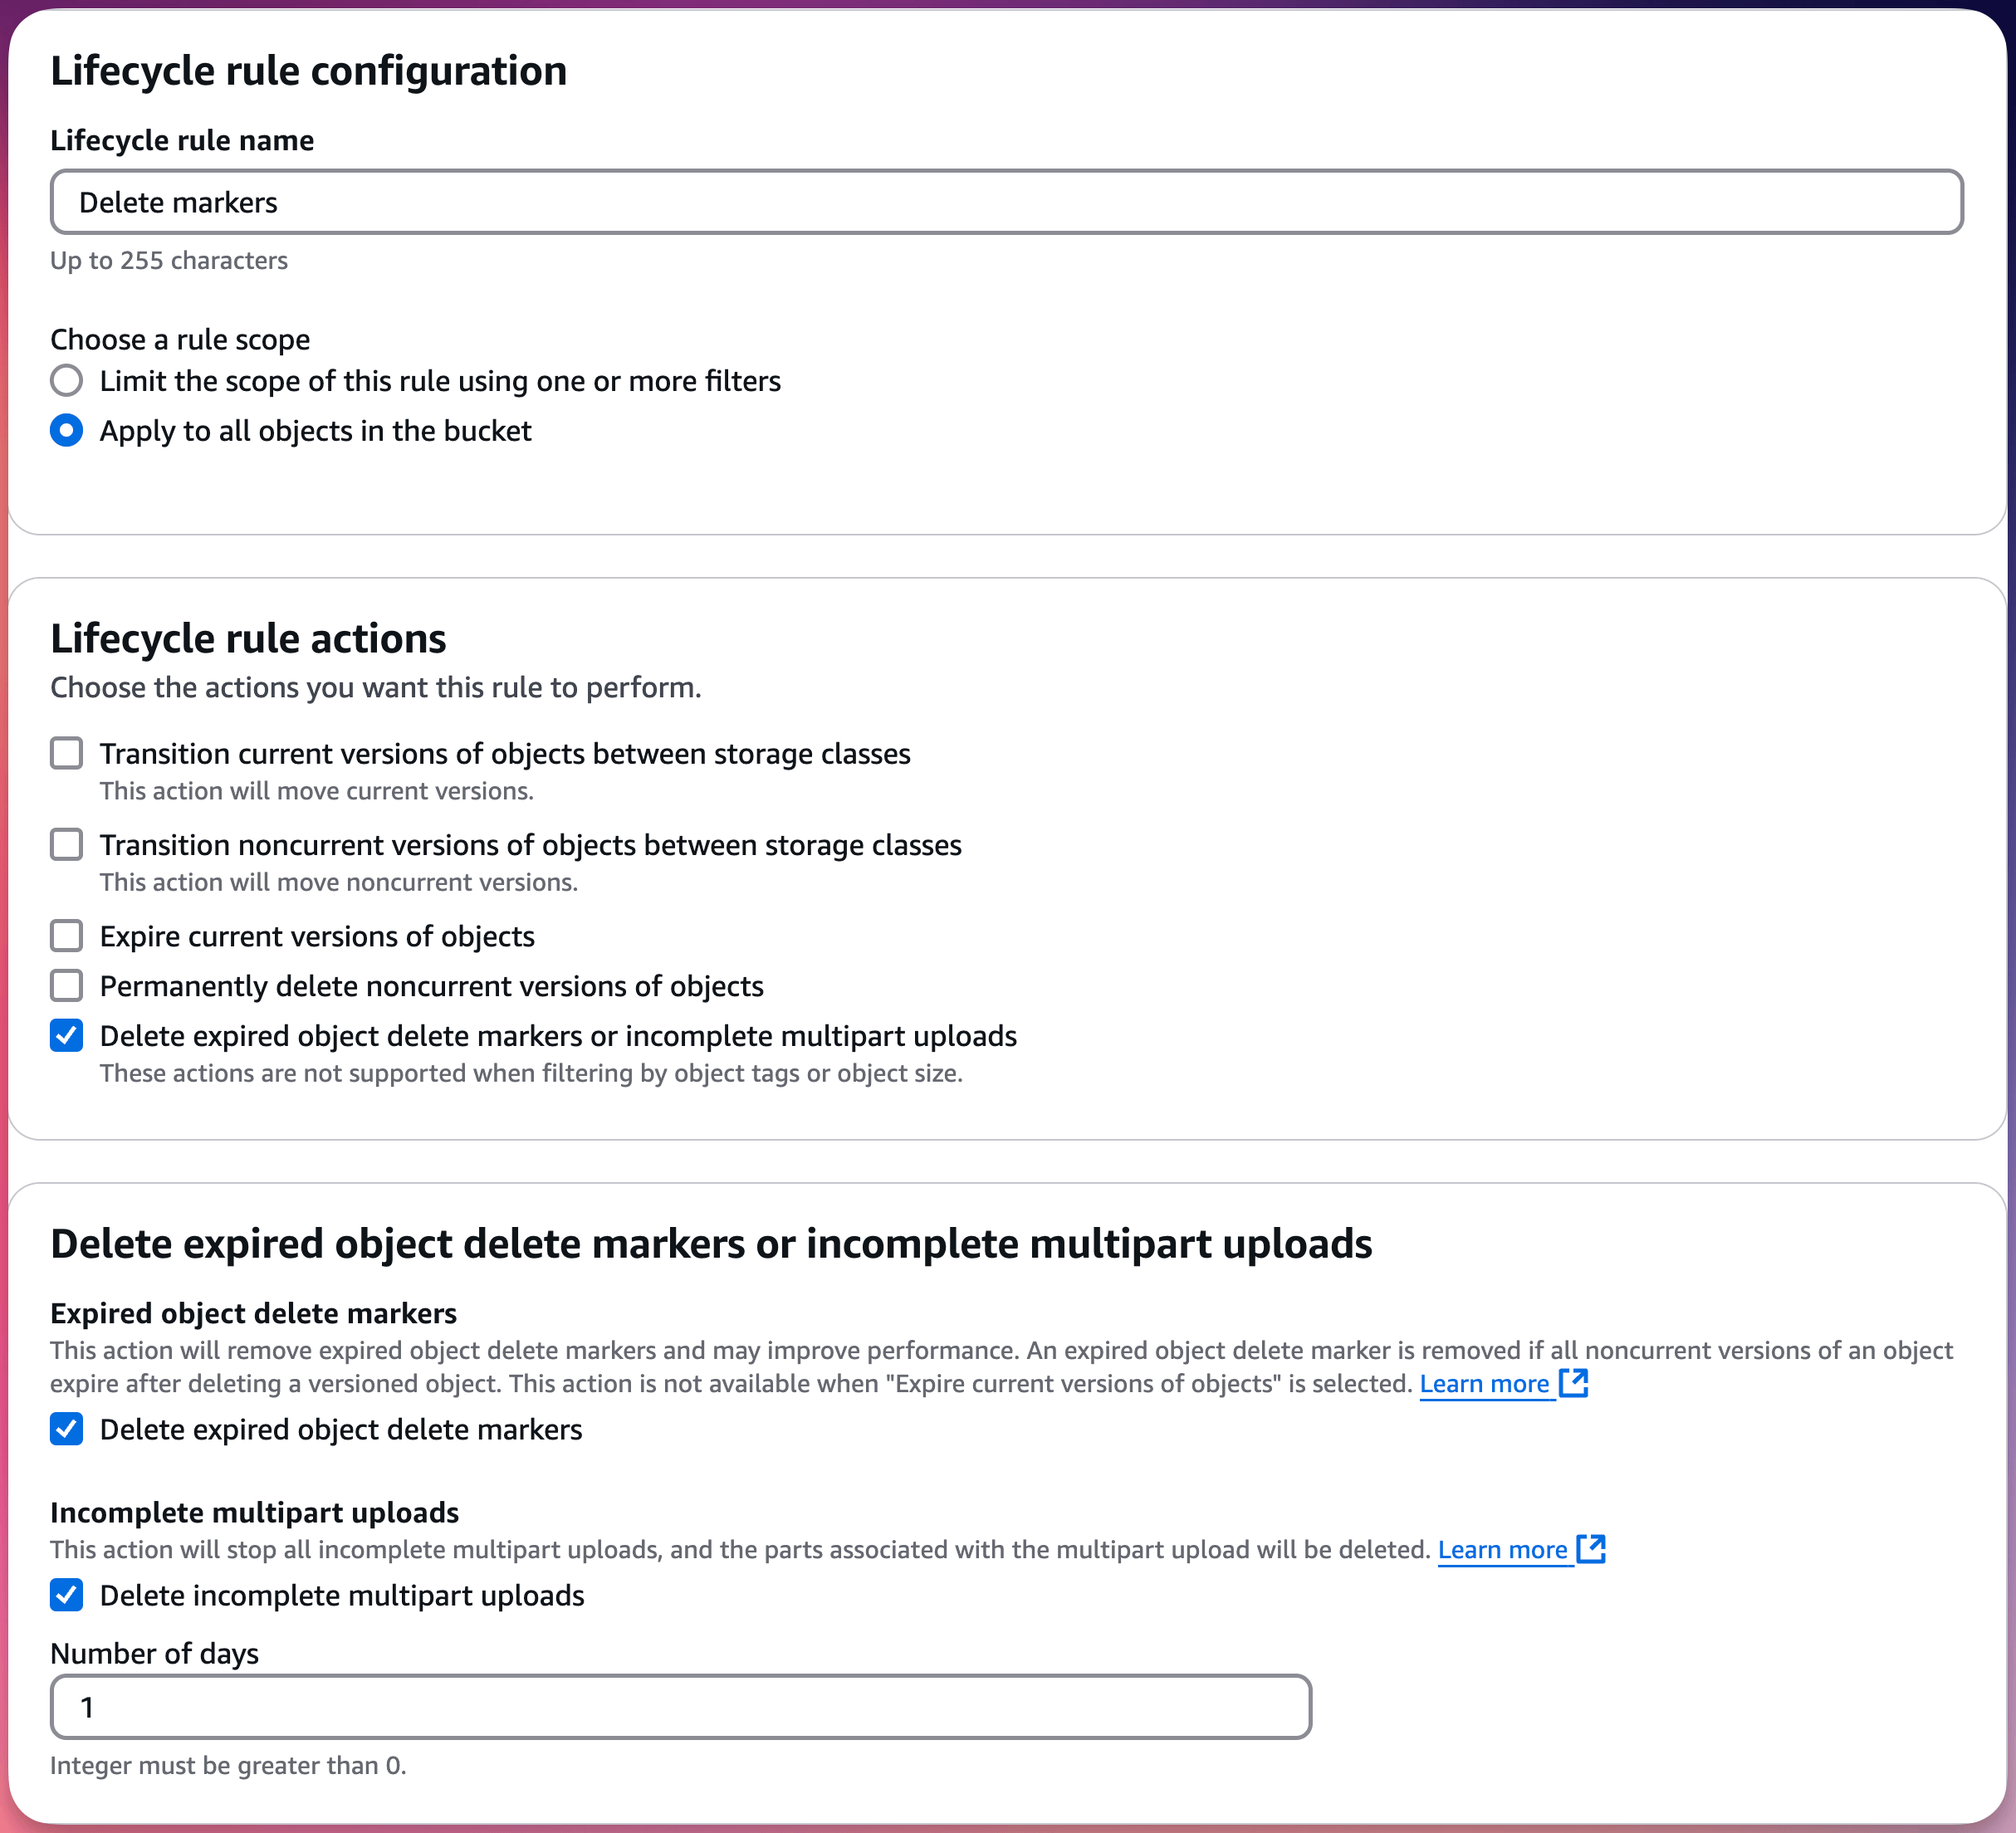 Lifecycle rule configuration
Lifecycle rule name
Delete markers
Up to 255 characters
Choose a rule scope
Limit the scope of this rule using one or more filters
Apply to all objects in the bucket
Lifecycle rule actions
Choose the actions you want this rule to perform.
Transition current versions of objects between storage classes
This action will move current versions.
Transition noncurrent versions of objects between storage classes
This action will move noncurrent versions.
Expire current versions of objects
Permanently delete noncurrent versions of objects
Delete expired object delete markers or incomplete multipart uploads
These actions are not supported when filtering by object tags or object size.
Delete expired object delete markers or incomplete multipart uploads
Expired object delete markers
This action will remove expired object delete markers and may improve performance. An expired object delete marker is removed if all noncurrent versions of an object
expire after deleting a versioned object. This action is not available when "Expire current versions of objects" is selected. Learn more
Delete expired object delete markers
Incomplete multipart uploads
This action will stop all incomplete multipart uploads, and the parts associated with the multipart upload will be deleted. Learn more
Delete incomplete multipart uploads
Number of days
1
Integer must be greater than 0.